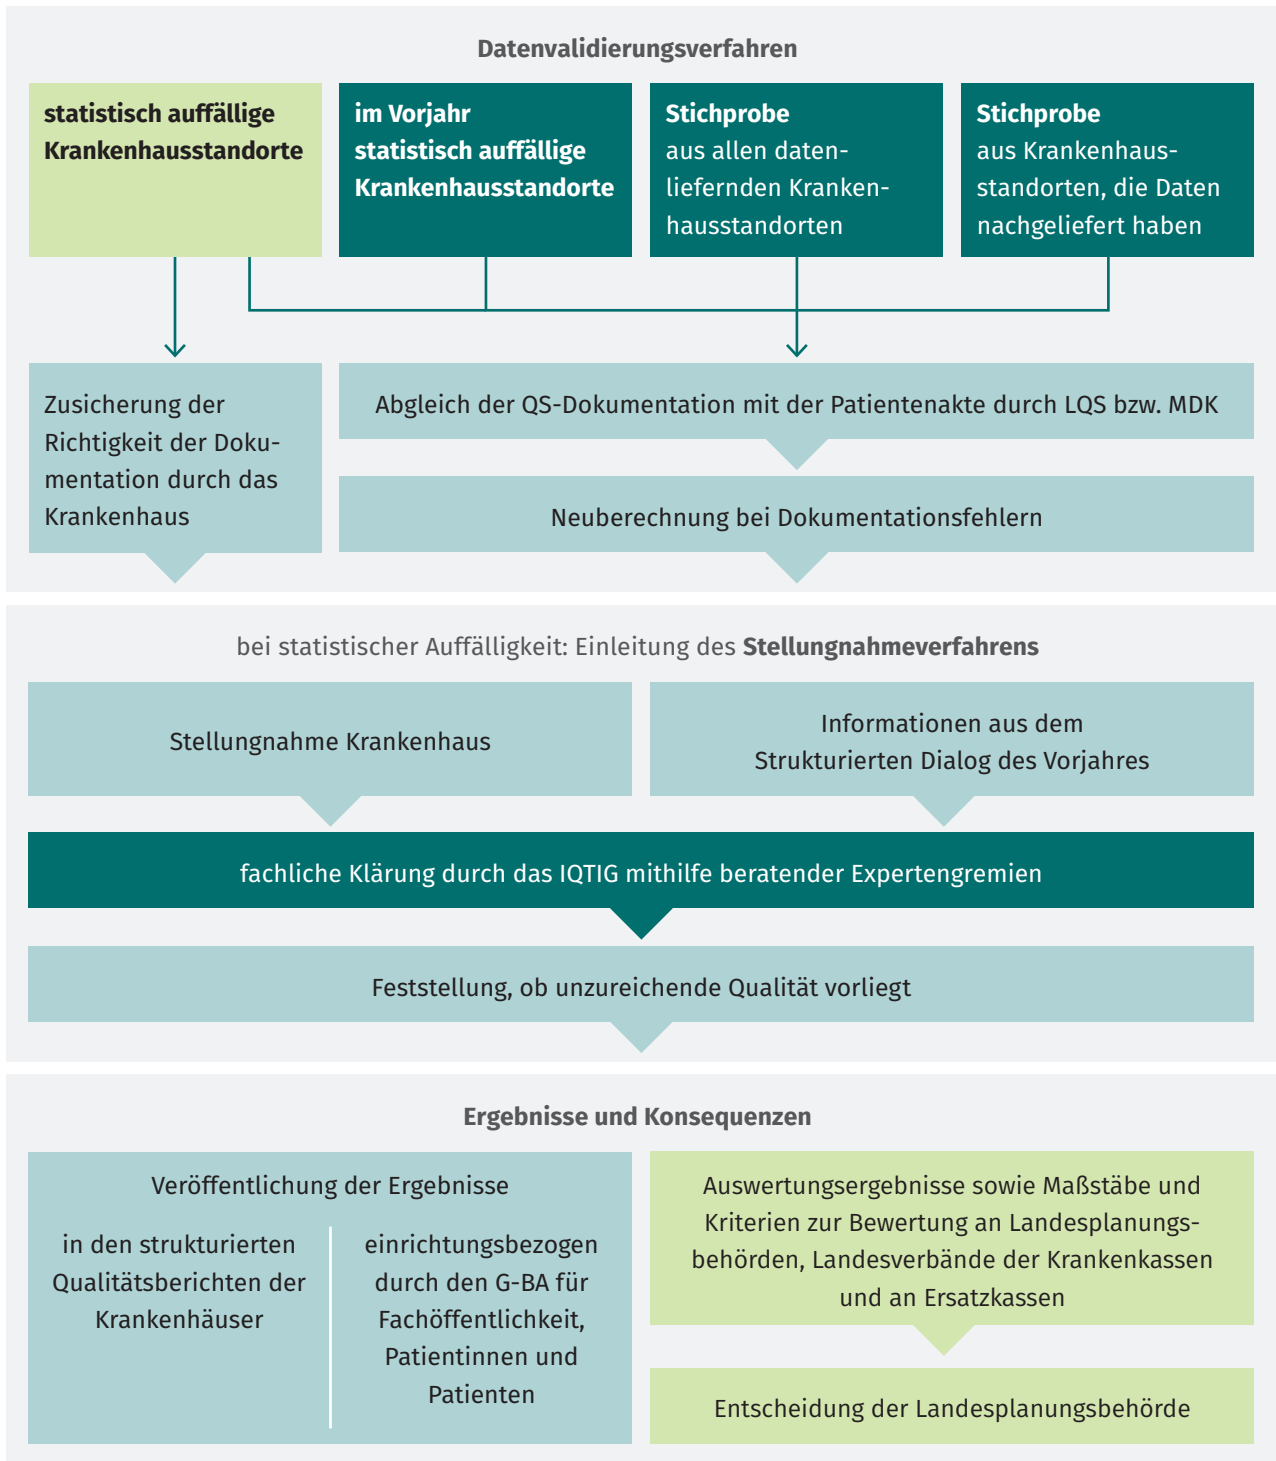 Datenvalidierungsverfahren
statistisch auffällige
Krankenhausstandorte
im Vorjahr
statistisch auffällige
Krankenhausstandorte
Stichprobe
aus allen daten-
liefernden Kranken-
hausstandorten
Stichprobe
aus Krankenhaus-
standorten, die Daten
nachgeliefert haben
Zusicherung der
Richtigkeit der Doku-
mentation durch das
Krankenhaus
Abgleich der QS-Dokumentation mit der Patientenakte durch LQS bzw. MDK
Neuberechnung bei Dokumentationsfehlern
bei statistischer Auffälligkeit: Einleitung des Stellungnahmeverfahrens
Stellungnahme Krankenhaus
Informationen aus dem
Strukturierten Dialog des Vorjahres
fachliche Klärung durch das IQTIG mithilfe beratender Expertengremien
Feststellung, ob unzureichende Qualität vorliegt
Ergebnisse und Konsequenzen
Veröffentlichung der Ergebnisse
in den strukturierten
Qualitätsberichten der
Krankenhäuser
einrichtungsbezogen
durch den G-BA für
Fachöffentlichkeit,
Patientinnen und
Patienten
Auswertungsergebnisse sowie Maßstäbe und
Kriterien zur Bewertung an Landesplanungs-
behörden, Landesverbände der Krankenkassen
und an Ersatzkassen
Entscheidung der Landesplanungsbehörde